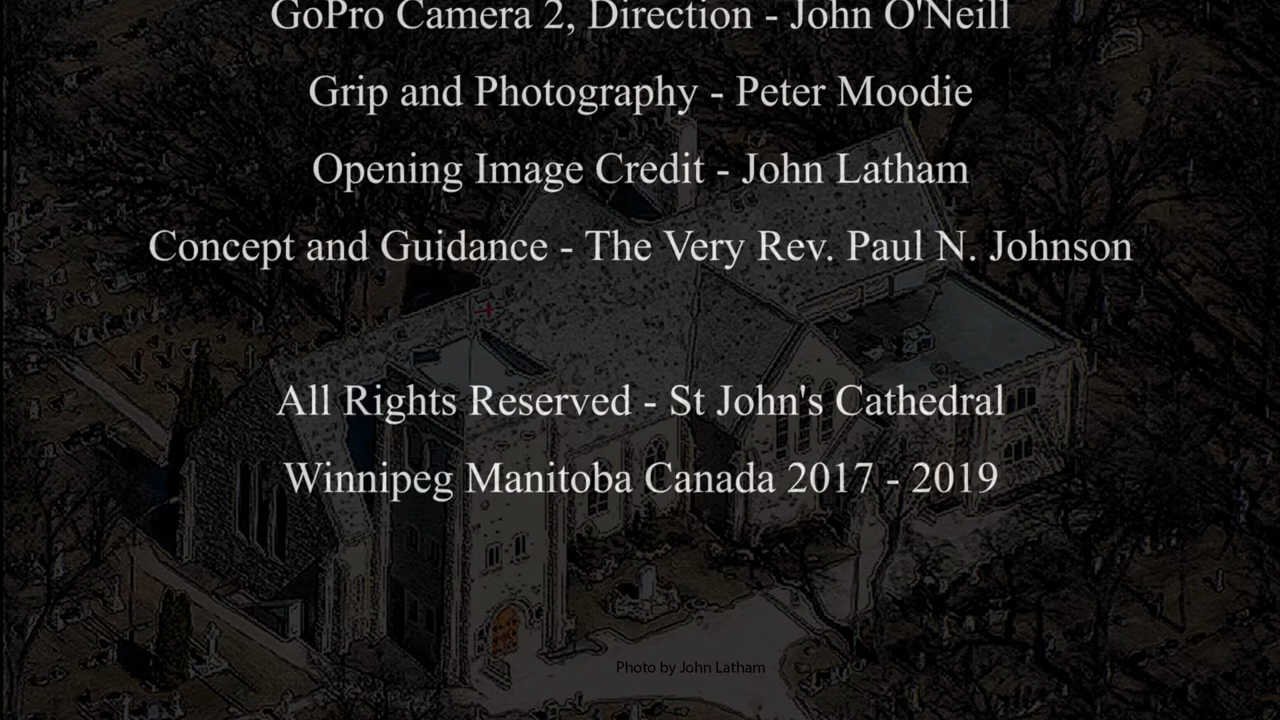 GoPro Camera 2, Direction - John O'Neill
Grip and Photography - Peter Moodie
Opening Image Credit - John Latham
Concept and Guidance - The Very Rev. Paul N. Johnson
All Rights Reserved - St John's Cathedral
Winnipeg Manitoba Canada 2017 - 2019
Photo by John Latham